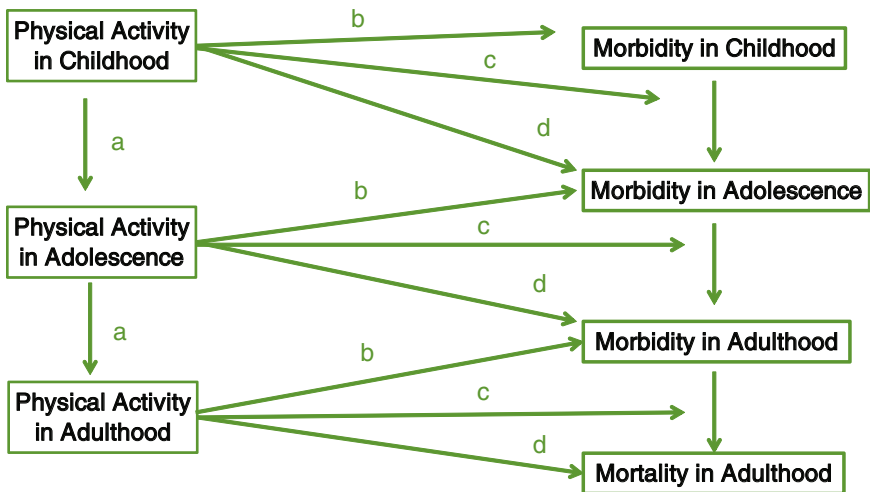 Physical Activity
in Childhood
b
Morbidity in Childhood
c
a
d
Morbidity in Adolescence
b
Physical Activity
in Adolescence
c
d
a
Morbidity in Adulthood
b
Physical Activity
in Adulthood
c
d
Mortality in Adulthood